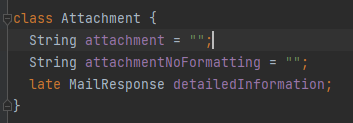 class Attachment {
String attachment = "";
String attachmentNoFormatting = "";
late MailResponse detailedInformation;
}